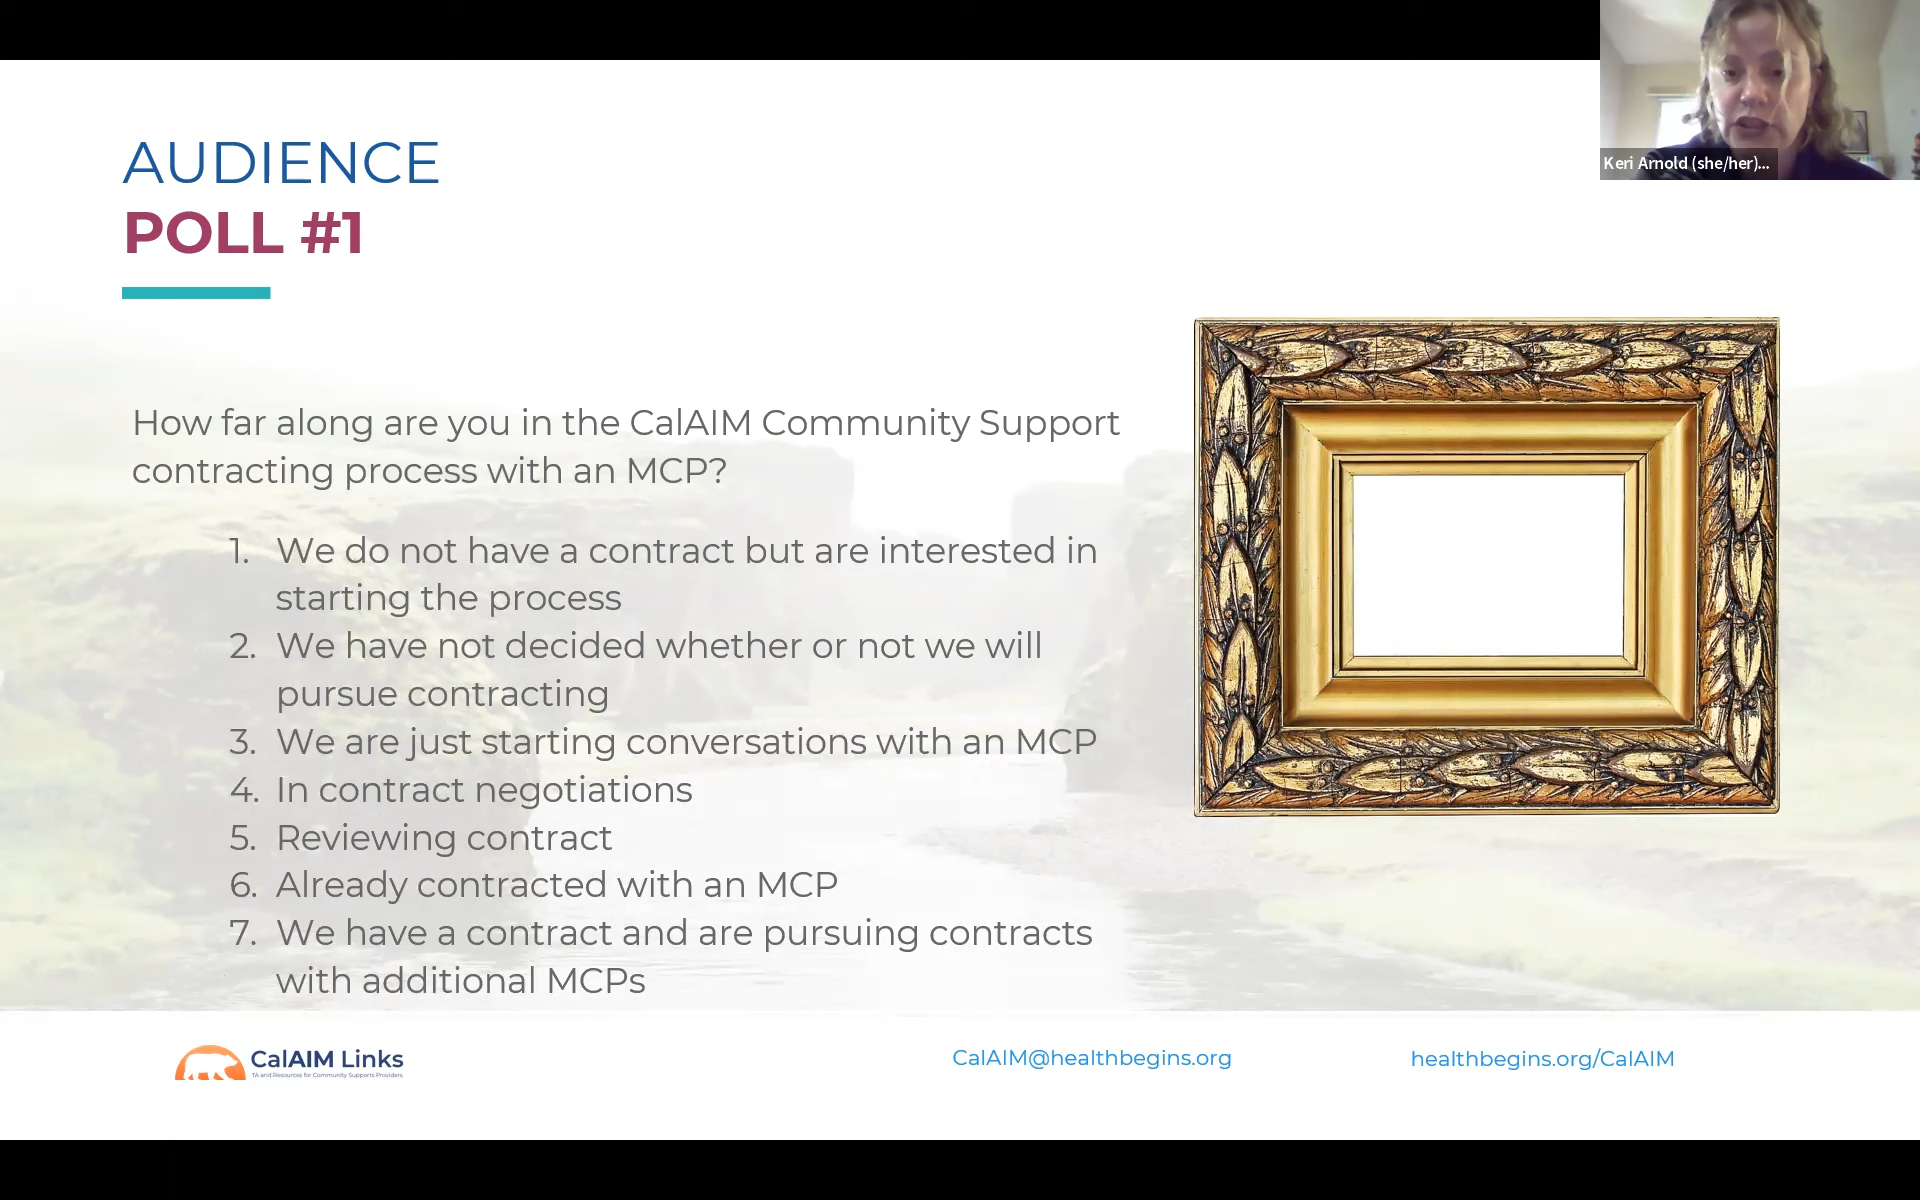 Keri Arnold (she/her)...
AUDIENCE
POLL #1
How far along are you in the CalAIM Community Support
contracting process with an MCP?
1. We do not have a contract but are interested in
starting the process
2. We have not decided whether or not we will
pursue contracting
3. We are just starting conversations with an MCP
4. In contract negotiations
5. Reviewing contract
6. Already contracted with an MCP
7. We have a contract and are pursuing contracts
with additional MCPs
CalAIM Links
TA and Resources for Community Supports Providers
CalAIM@healthbegins.org
healthbegins.org/CalAIM